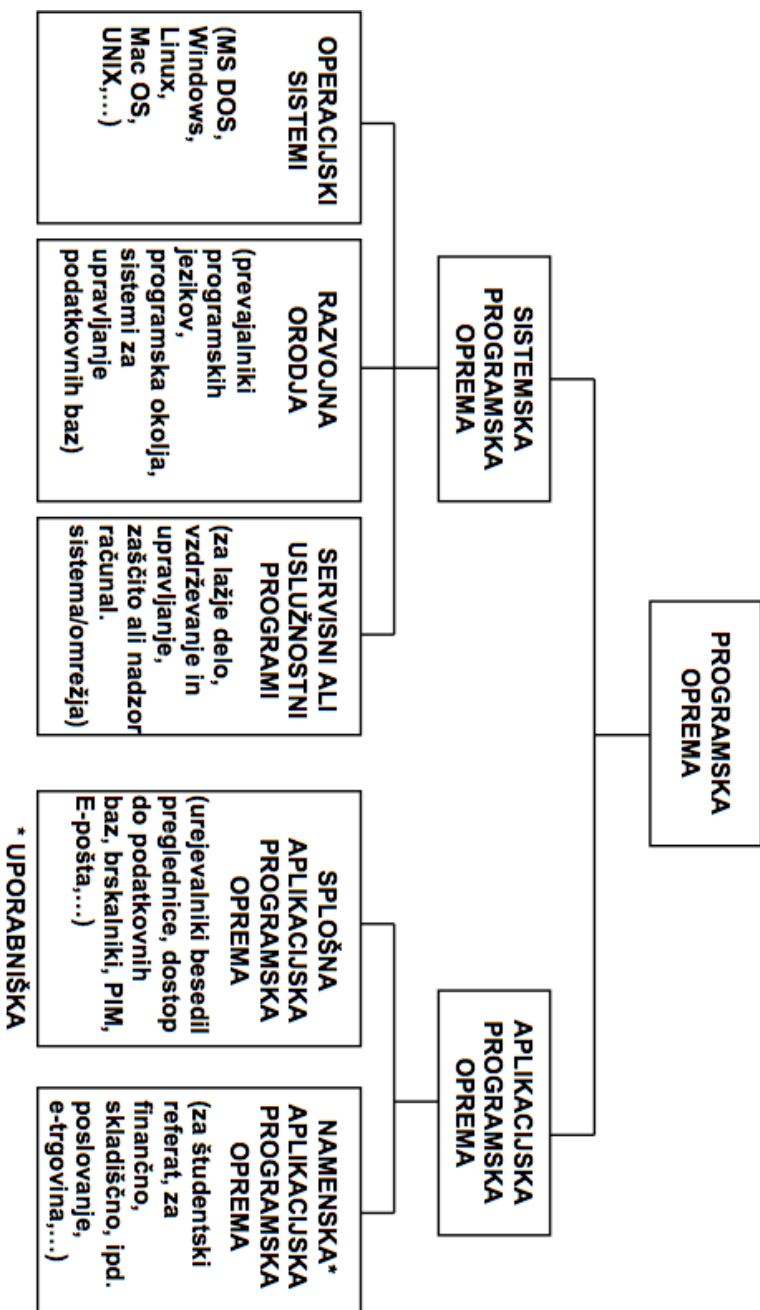 PROGRAMSKA
OPREMA
SISTEMSKA
PROGRAMSKA
OPREMA
APLIKACIJSKA
PROGRAMSKA
OPREMA
OPERACIJSKI
SISTEMI
(MS DOS,
Windows,
Linux,
Mac OS,
UNIX,...)
RAZVOJNA
ORODJA
(prevajalniki
programskih
jezikov,
programska okolja,
sistemi za
upravljanje
podatkovnih baz)
SERVISNI ALI
USLUŽNOSTNI
PROGRAMI
(za lažje delo,
vzdrževanje in
upravljanje,
zaščito ali nadzor
računal.
sistema/omrežja)
SPLOŠNA
APLIKACIJSKA
PROGRAMSKA
OPREMA
(urejevalniki besedil
preglednice, dostop
do podatkovnih
baz, brskalniki, PIM,
E-pošta,...)
NAMENSKA*
APLIKACIJSKA
PROGRAMSKA
OPREMA
(za študentski
referat, za
finančno,
skladiščno, ipd.
poslovanje,
e-trgovina,...)
* UPORABNIŠKA